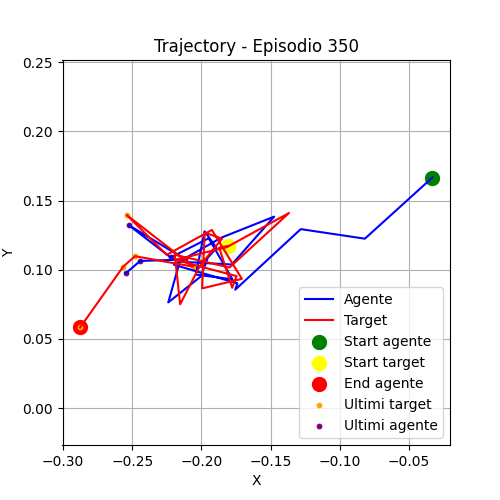 Trajectory - Episodio 350
0.25
0.20
0.15
0.10
0.05
0.00
Y
−0.30
−0.25
−0.20
−0.15
−0.10
−0.05
X
Agente
Target
Start agente
Start target
End agente
Ultimi target
Ultimi agente